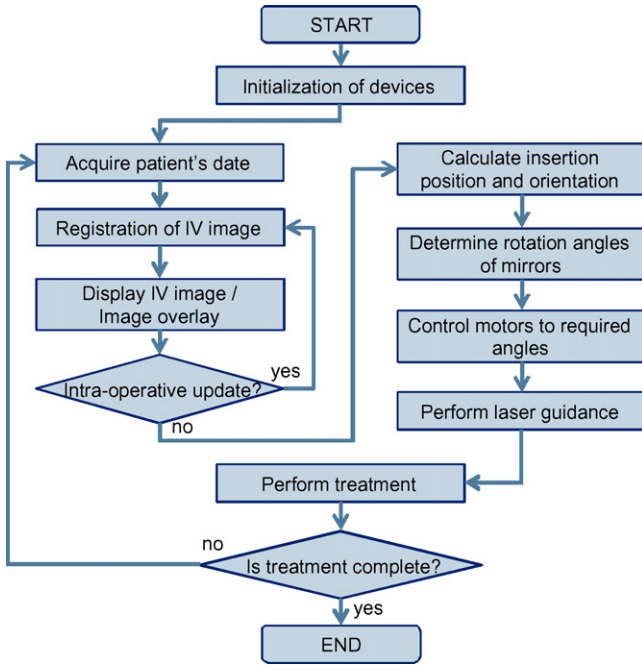 START
Initialization of devices
Acquire patient's date
Registration of IV image
Display IV image /
Image overlay
Intra-operative update?
yes
no
Calculate insertion
position and orientation
Determine rotation angles
of mirrors
Control motors to required
angles
Perform laser guidance
Perform treatment
Is treatment complete?
no
yes
END